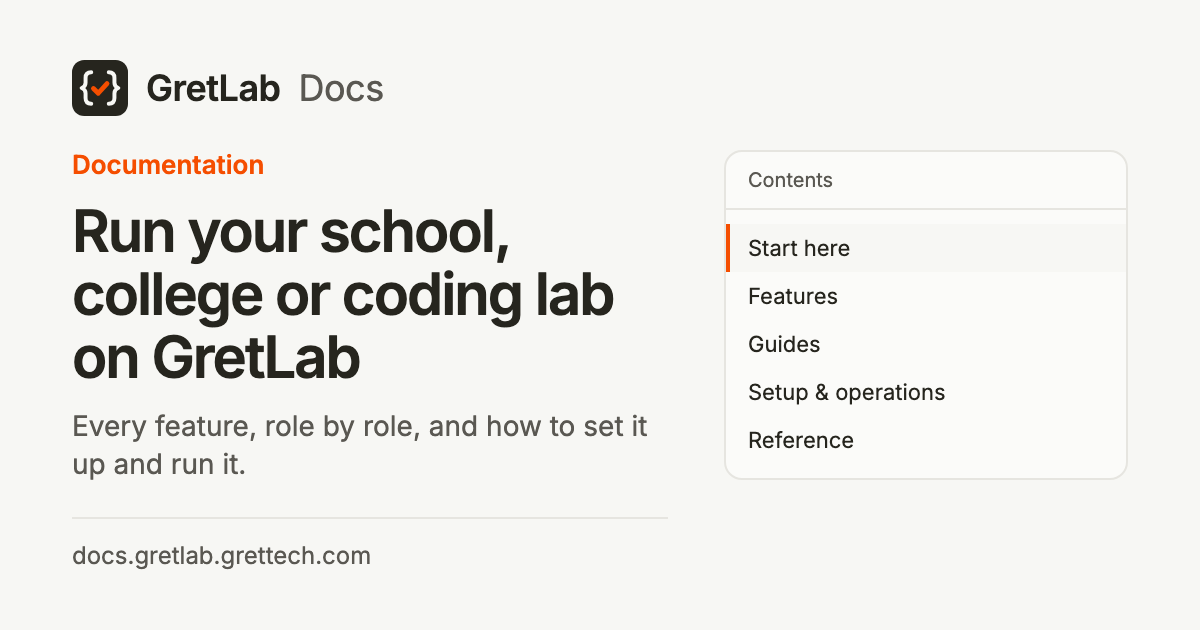 GretLab Docs
Documentation
Run your school,
college or coding lab
on GretLab
Every feature, role by role, and how to set it
up and run it.
docs.gretlab.grettech.com
Contents
Start here
Features
Guides
Setup & operations
Reference